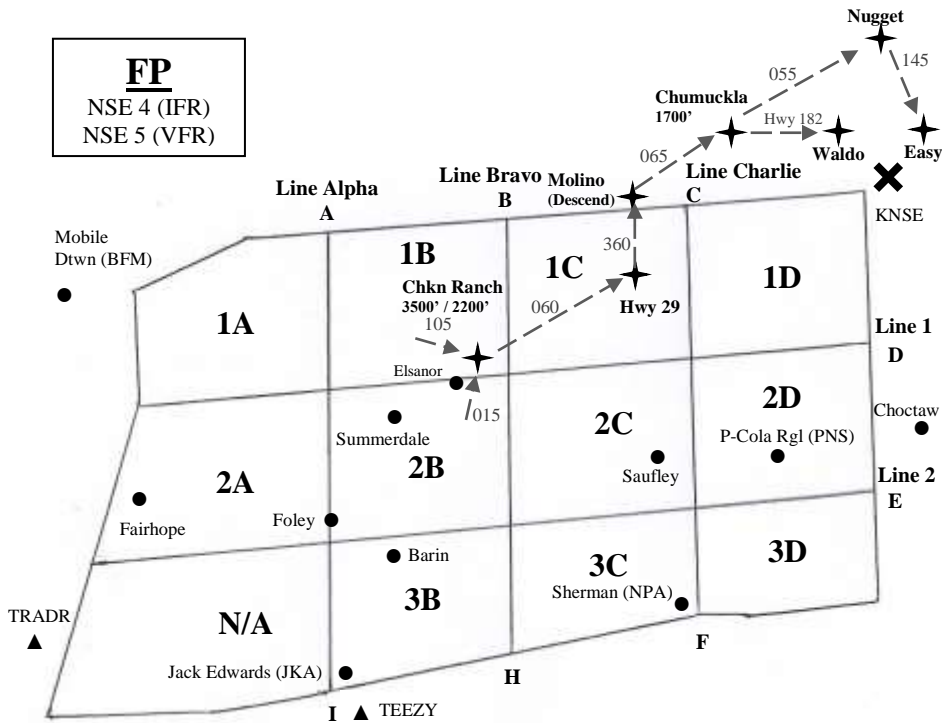 Nugget
FP
NSE 4 (IFR)
NSE 5 (VFR)
055
145
Chumuckla
1700'
Hwy 182
Waldo
Easy
065
Line Alpha
A
Line Bravo
B
Molino
(Descend)
Line Charlie
C
KNSE
Mobile
Dtwn (BFM)
1A
1B
Chkn Ranch
3500' / 2200'
105
060
1C
360
Hwy 29
1D
Line 1
D
Elsanor
015
Summerdale
2A
2B
2C
2D
P-Cola Rgl (PNS)
Choctaw
Saufley
Line 2
E
Fairhope
Foley
Barin
3B
3C
Sherman (NPA)
3D
TRADR
N/A
Jack Edwards (JKA)
F
H
I
TEEZY